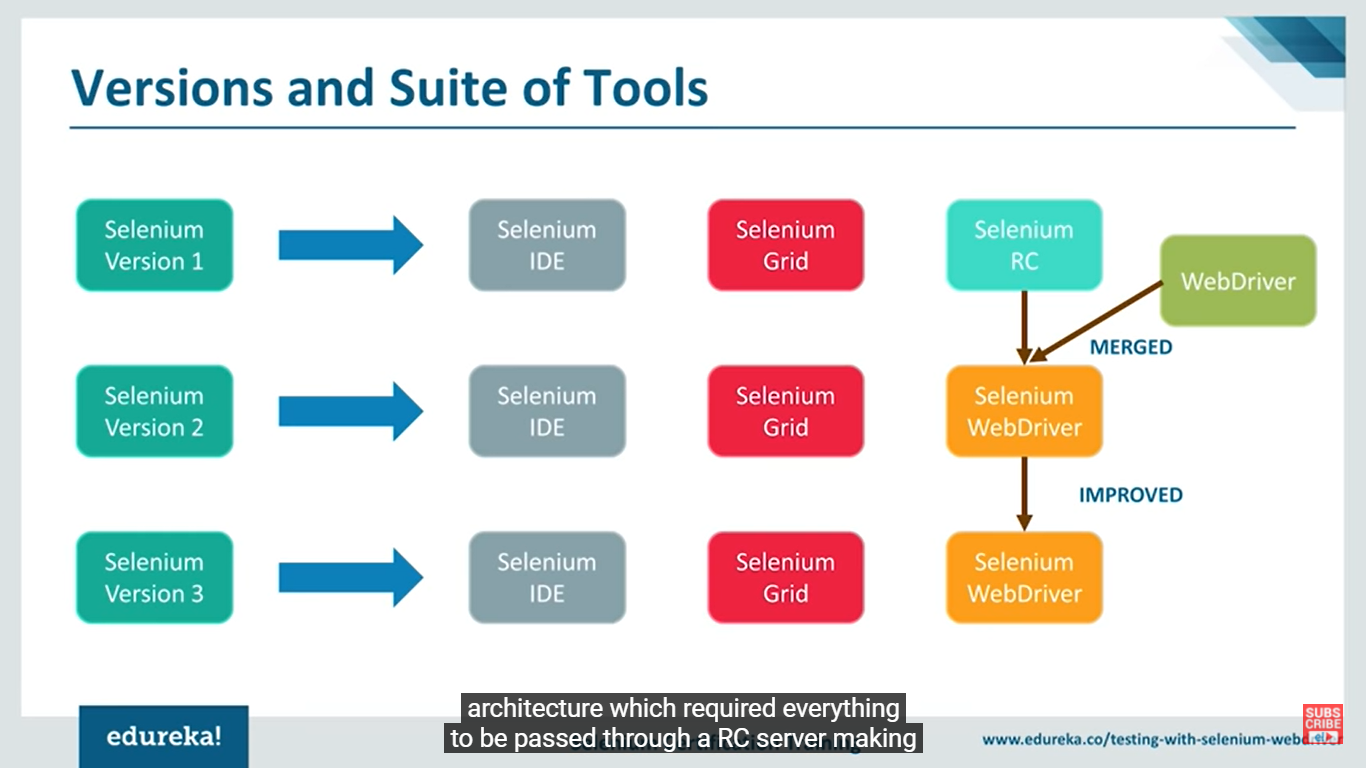 Versions and Suite of Tools
Selenium
Version 1
Selenium
IDE
Selenium
Grid
Selenium
RC
WebDriver
MERGED
Selenium
Version 2
Selenium
IDE
Selenium
Grid
Selenium
WebDriver
IMPROVED
Selenium
Version 3
Selenium
IDE
Selenium
Grid
Selenium
WebDriver
architecture which required everything
to be passed through a RC server making
edureka!
www.edureka.co/testing-with-selenium-webdriver
SUBS
CRIBE